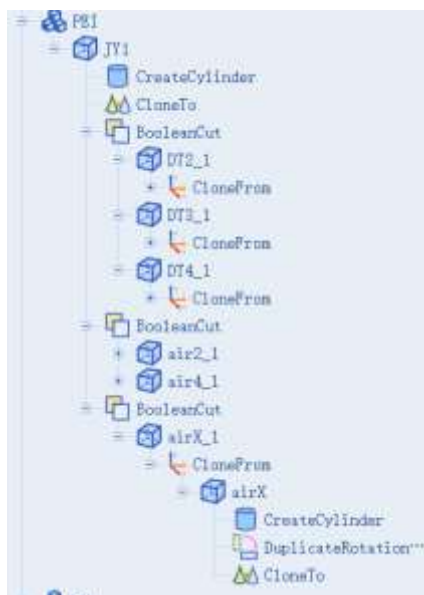 PBI
JY1
CreateCylinder
CloneTo
BooleanCut
DT2_1
CloneFrom
DT3_1
CloneFrom
DT4_1
CloneFrom
BooleanCut
air2_1
air4_1
BooleanCut
airX_1
CloneFrom
airX
CreateCylinder
DuplicateRotation…
CloneTo